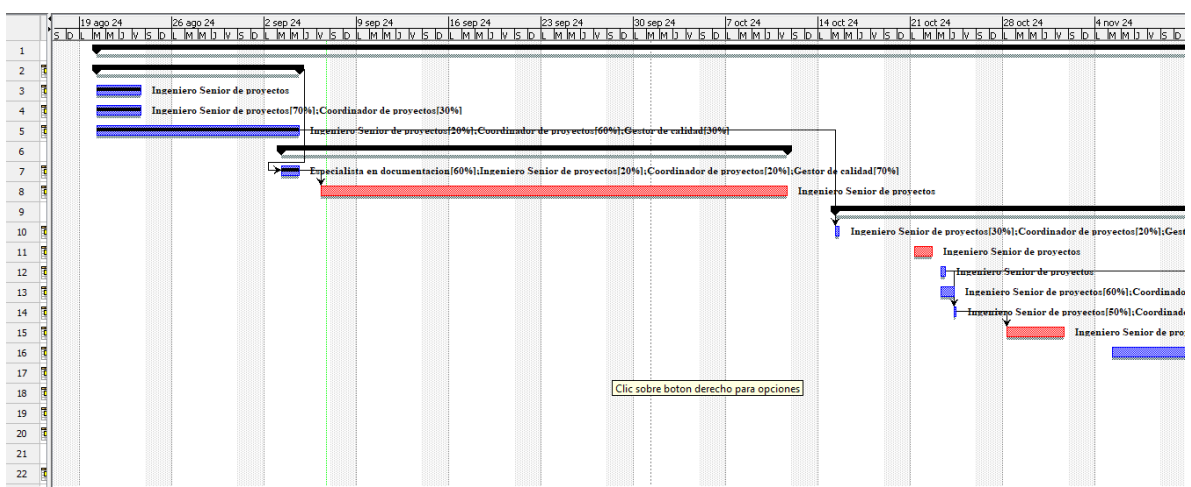 19 ago 24 26 ago 24 2 sep 24 9 sep 24 16 sep 24 23 sep 24 30 sep 24 7 oct 24 14 oct 24 21 oct 24 28 oct 24 4 nov 24
S D L M M J V S D L M M J V S D L M M J V S D L M M J V S D L M M J V S D L M M J V S D L M M J V S D L M M J V S D L M M J V S D L M M J V S D L M M J V S D L M M J V S D
1
2
3 Ingeniero Senior de proyectos
4 Ingeniero Senior de proyectos[70%];Coordinador de proyectos[30%]
5 Ingeniero Senior de proyectos[20%];Coordinador de proyectos[60%];Gestor de calidad[30%]
6
7 Especialista en documentacion[60%];Ingeniero Senior de proyectos[20%];Coordinador de proyectos[20%];Gestor de calidad[70%]
8 Ingeniero Senior de proyectos
9
10 Ingeniero Senior de proyectos[30%];Coordinador de proyectos[20%];Gest
11 Ingeniero Senior de proyectos
12 Ingeniero Senior de proyectos
13 Ingeniero Senior de proyectos[60%];Coordinado
14 Ingeniero Senior de proyectos[50%];Coordinad
15 Ingeniero Senior de pro
16
17
Clic sobre boton derecho para opciones
18
19
20
21
22